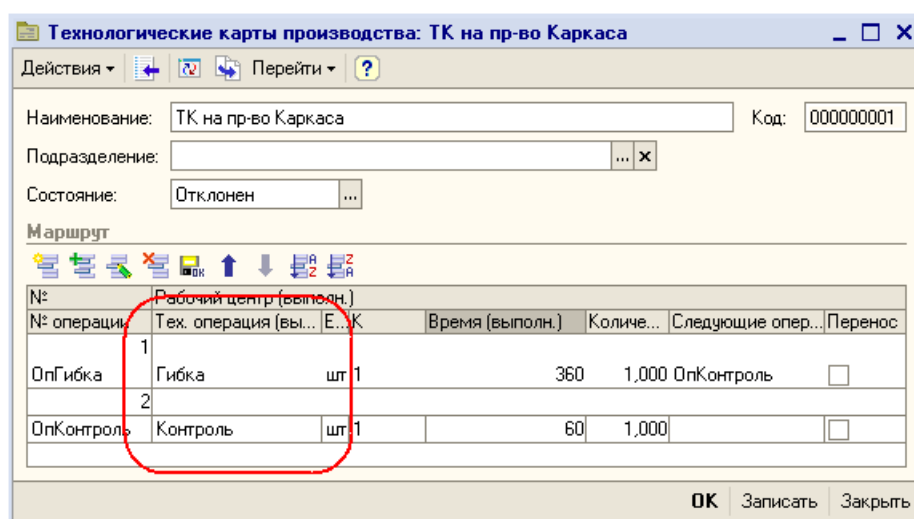 Технологические карты производства: ТК на пр-во Каркаса
Действия Перейти ?
Наименование: ТК на пр-во Каркаса Код: 000000001
Подразделение: ... x
Состояние: Отклонен ...
Маршрут
№ Рабочий центр (выполн.)
№ операции Тех. операция (вы... Е... К Время (выполн.) Количе... Следующие опер... Перенос
1
ОпГибка Гибка шт 1 360 1,000 ОпКонтроль
2
ОпКонтроль Контроль шт 1 60 1,000
OK Записать Закрыть